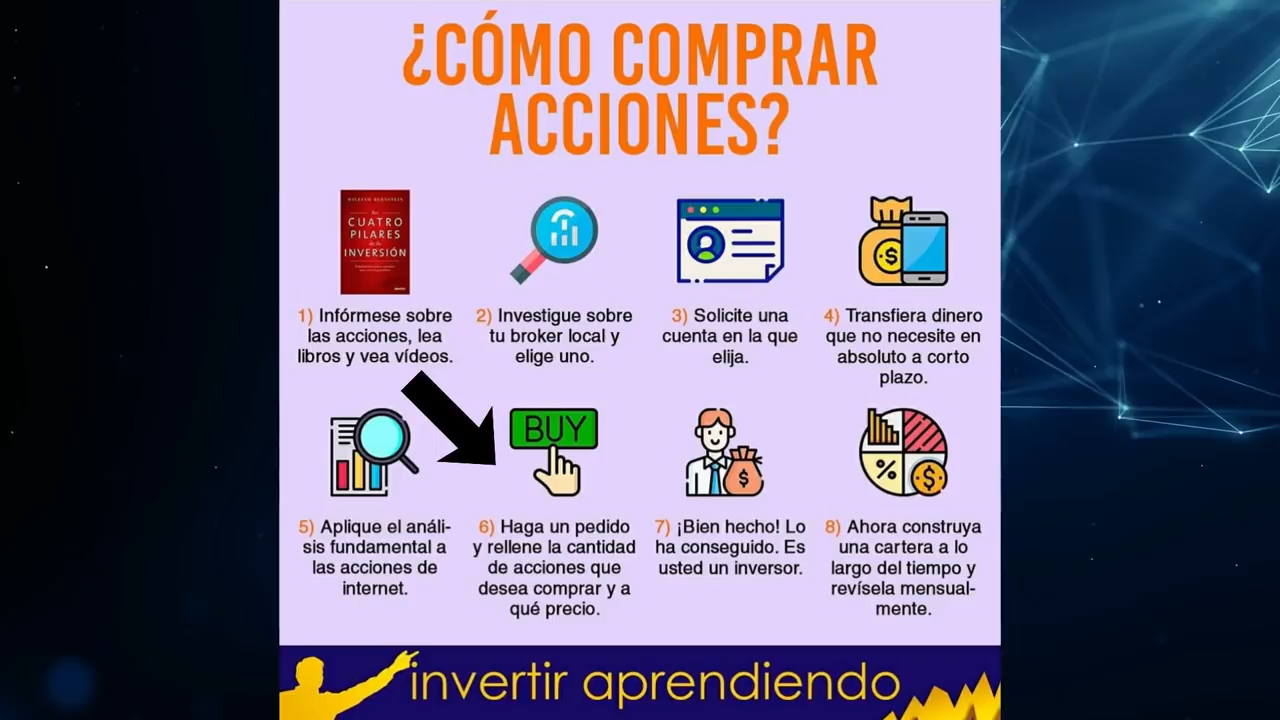 ¿CÓMO COMPRAR
ACCIONES?
WILLIAM BERNSTEIN
CUATRO
PILARES
de la
INVERSIÓN
1) Infórmese sobre
las acciones, lea
libros y vea vídeos.
2) Investigue sobre
tu broker local y
elige uno.
3) Solicite una
cuenta en la que
elija.
4) Transfiera dinero
que no necesite en
absoluto a corto
plazo.
BUY
5) Aplique el análi-
sis fundamental a
las acciones de
internet.
6) Haga un pedido
y rellene la cantidad
de acciones que
desea comprar y a
qué precio.
7) ¡Bien hecho! Lo
ha conseguido. Es
usted un inversor.
8) Ahora construya
una cartera a lo
largo del tiempo y
revísela mensual-
mente.
invertir aprendiendo